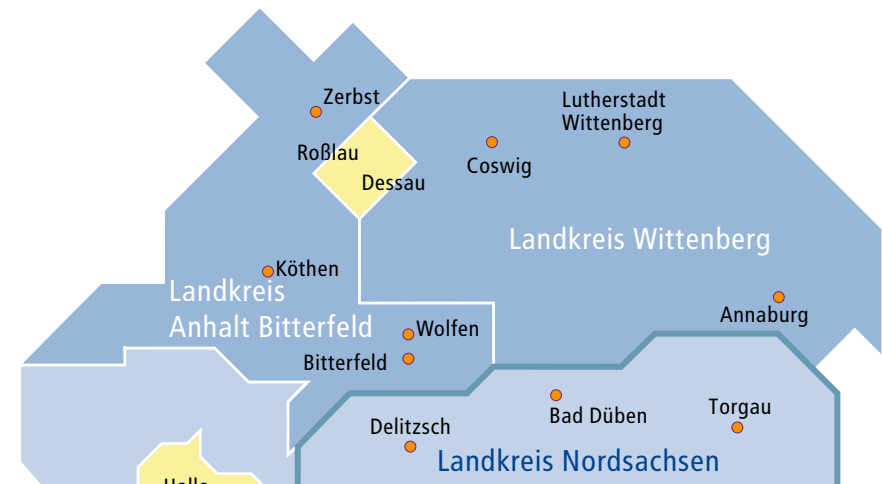 Zerbst
Lutherstadt
Wittenberg
Roßlau
Coswig
Dessau
Landkreis Wittenberg
Köthen
Landkreis
Anhalt Bitterfeld
Annaburg
Wolfen
Bitterfeld
Bad Düben
Torgau
Delitzsch
Landkreis Nordsachsen
Halle